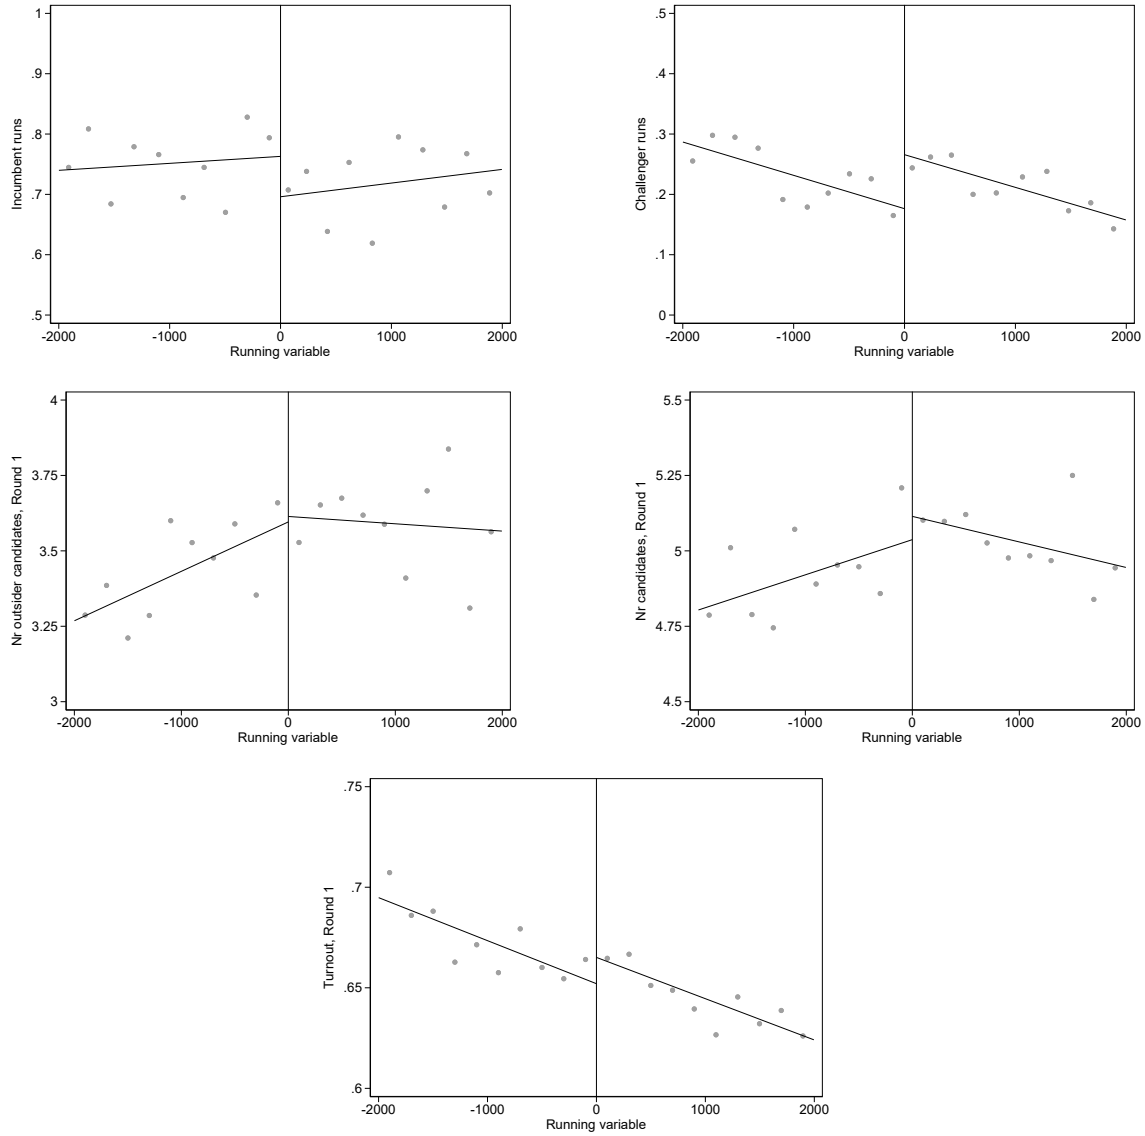 Incumbent runs
1
.9
.8
.7
.6
.5
-2000 -1000 0 1000 2000
Running variable
Challenger runs
.5
.4
.3
.2
.1
0
-2000 -1000 0 1000 2000
Running variable
Nr outsider candidates, Round 1
4
3.75
3.5
3.25
3
-2000 -1000 0 1000 2000
Running variable
Nr candidates, Round 1
5.5
5.25
5
4.75
4.5
-2000 -1000 0 1000 2000
Running variable
Turnout, Round 1
.75
.7
.65
.6
-2000 -1000 0 1000 2000
Running variable